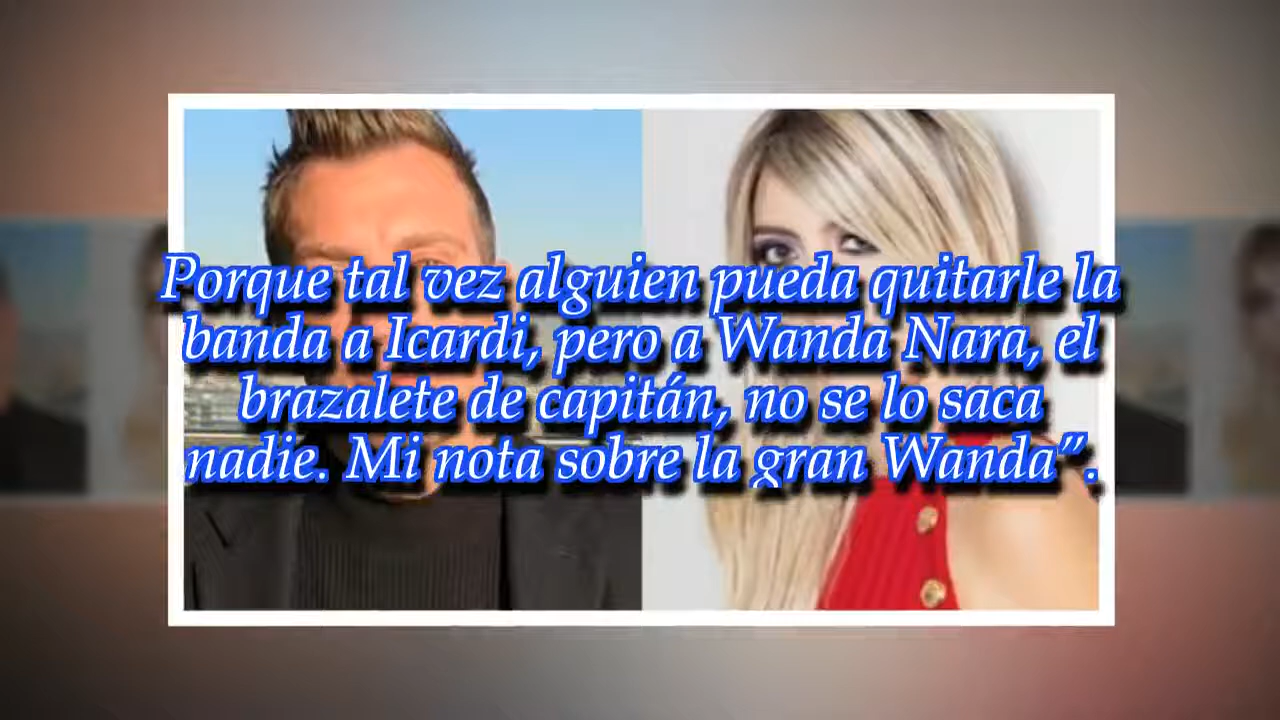 Porque tal vez alguien pueda quitarle la
banda a Icardi, pero a Wanda Nara, el
brazalete de capitán, no se lo saca
nadie. Mi nota sobre la gran Wanda”.